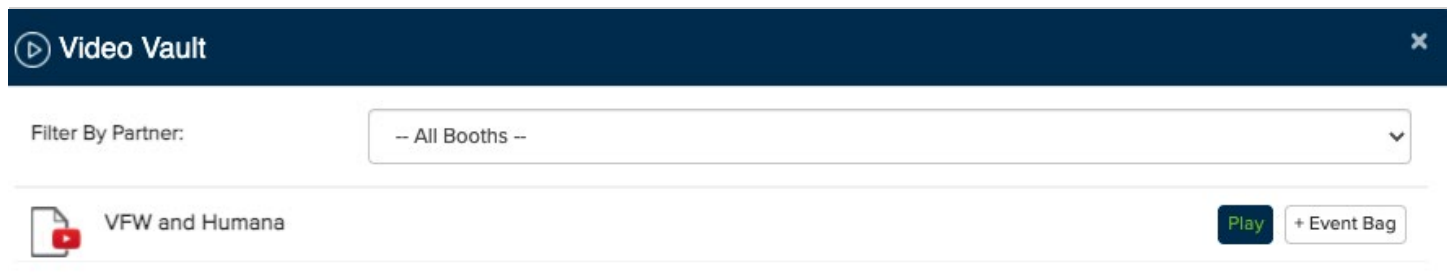 Video Vault ×
Filter By Partner: -- All Booths --
VFW and Humana Play + Event Bag